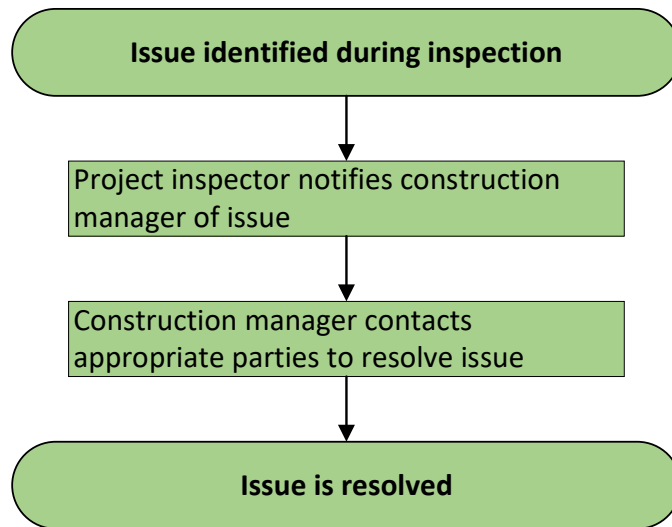 Issue identified during inspection
Project inspector notifies construction
manager of issue
Construction manager contacts
appropriate parties to resolve issue
Issue is resolved